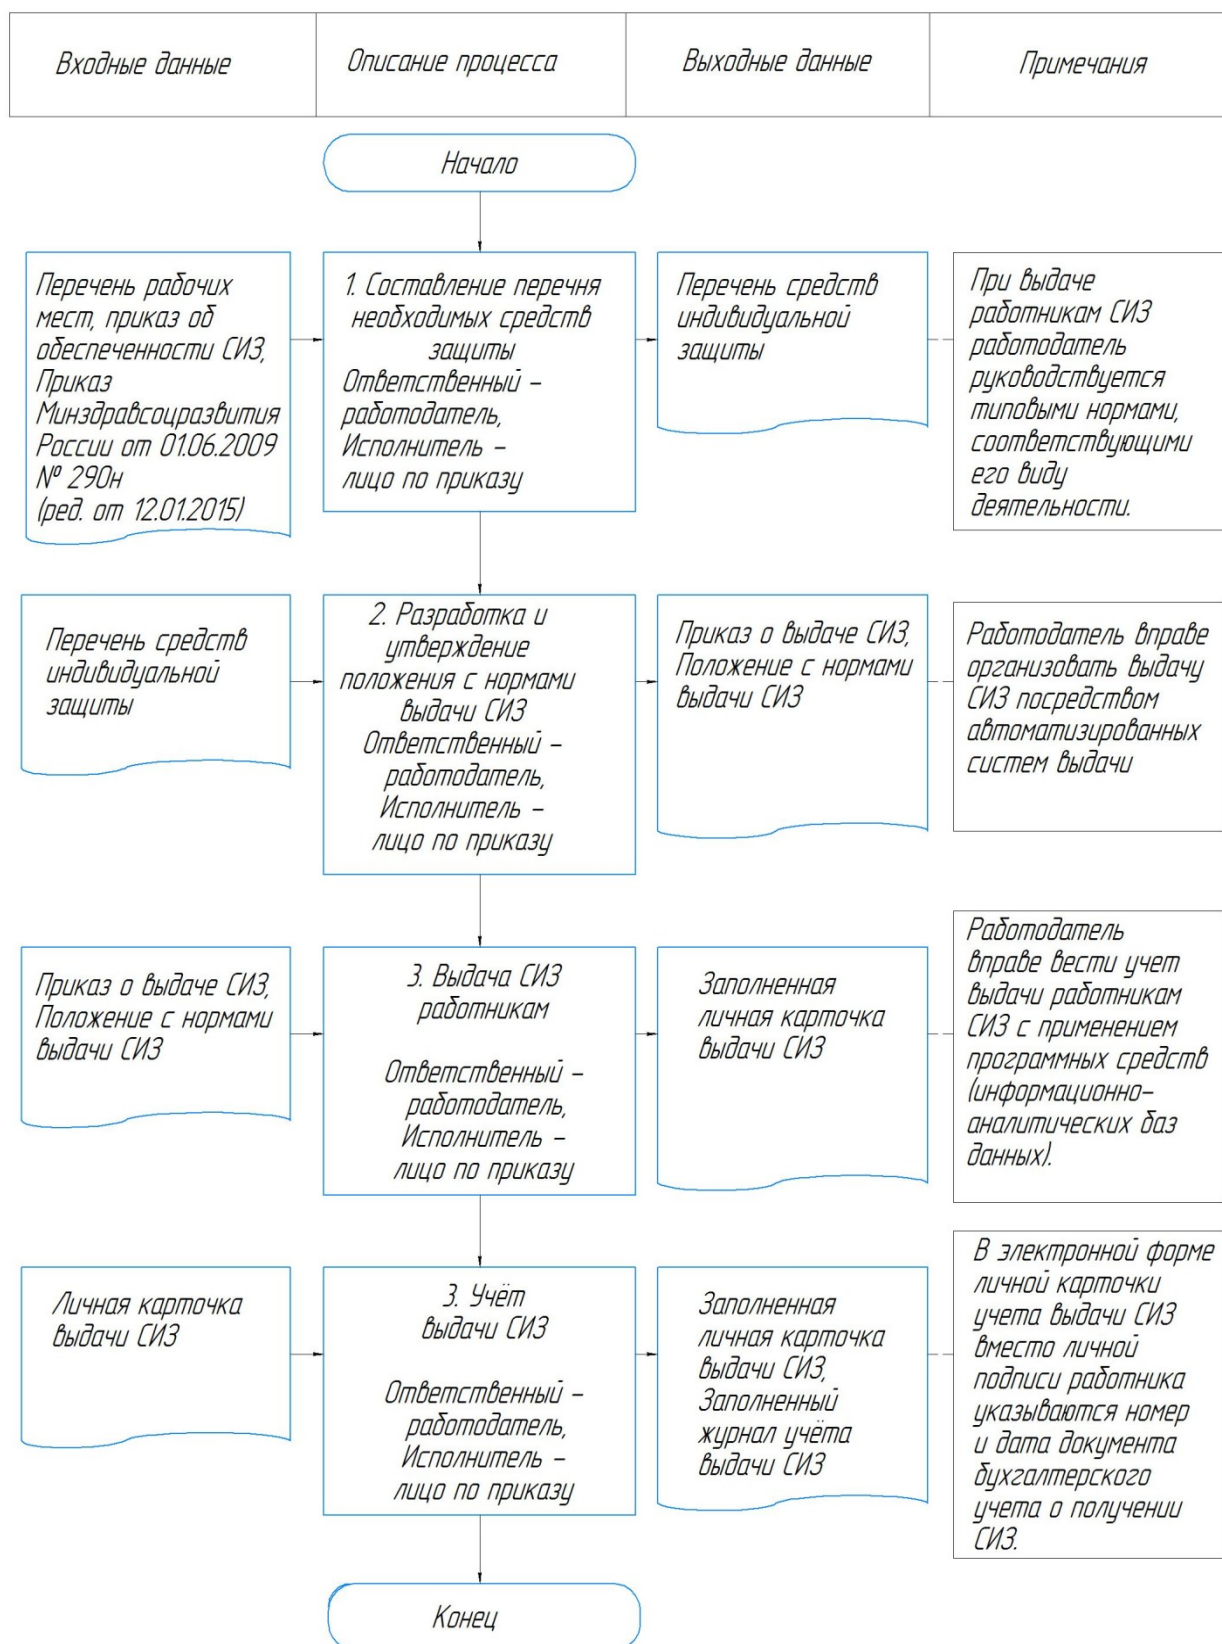 Входные данные
Описание процесса
Выходные данные
Примечания
Начало
Перечень рабочих
мест, приказ об
обеспеченности СИЗ,
Приказ
Минздравсоцразвития
России от 01.06.2009
№ 290н
(ред. от 12.01.2015)
1. Составление перечня
необходимых средств
защиты
Ответственный –
работодатель,
Исполнитель –
лицо по приказу
Перечень средств
индивидуальной
защиты
При выдаче
работникам СИЗ
работодатель
руководствуется
типовыми нормами,
соответствующими
его виду
деятельности.
Перечень средств
индивидуальной
защиты
2. Разработка и
утверждение
положения с нормами
выдачи СИЗ
Ответственный –
работодатель,
Исполнитель –
лицо по приказу
Приказ о выдаче СИЗ,
Положение с нормами
выдачи СИЗ
Работодатель вправе
организовать выдачу
СИЗ посредством
автоматизированных
систем выдачи
Приказ о выдаче СИЗ,
Положение с нормами
выдачи СИЗ
3. Выдача СИЗ
работникам
Ответственный –
работодатель,
Исполнитель –
лицо по приказу
Заполненная
личная карточка
выдачи СИЗ
Работодатель
вправе вести учет
выдачи работникам
СИЗ с применением
программных средств
(информационно–
аналитических баз
данных).
Личная карточка
выдачи СИЗ
3. Учёт
выдачи СИЗ
Ответственный –
работодатель,
Исполнитель –
лицо по приказу
Заполненная
личная карточка
выдачи СИЗ,
Заполненный
журнал учёта
выдачи СИЗ
В электронной форме
личной карточки
учета выдачи СИЗ
вместо личной
подписи работника
указываются номер
и дата документа
бухгалтерского
учета о получении
СИЗ.
Конец